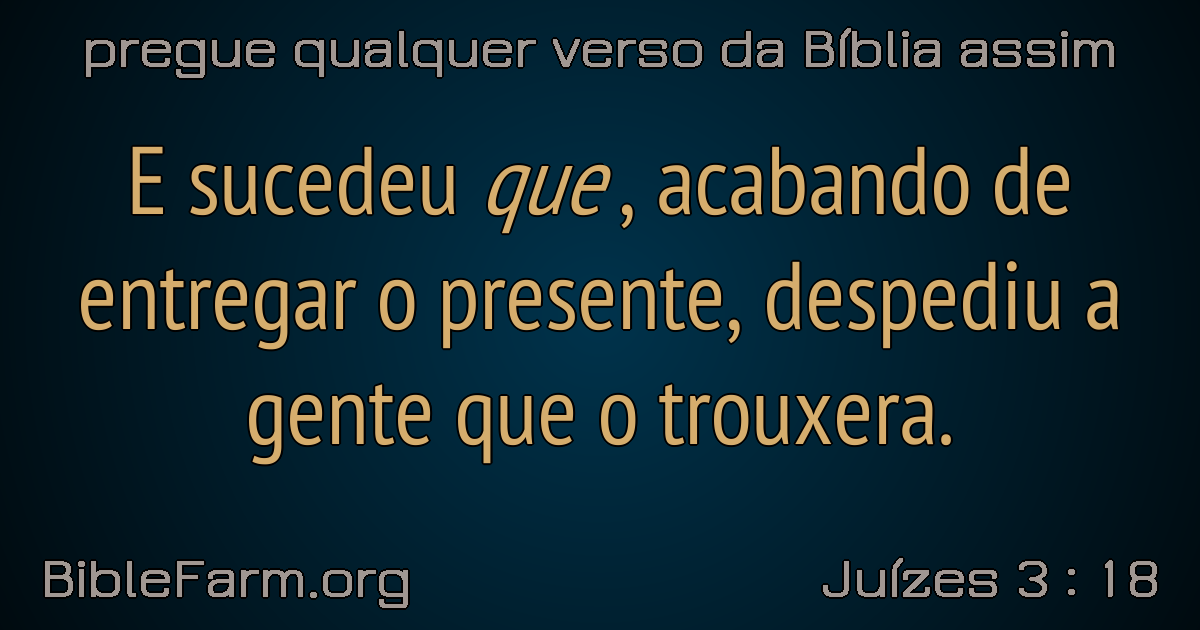 pregue qualquer verso da Bíblia assim
E sucedeu que, acabando de
entregar o presente, despediu a
gente que o trouxera.
BibleFarm.org
Juízes 3 : 18